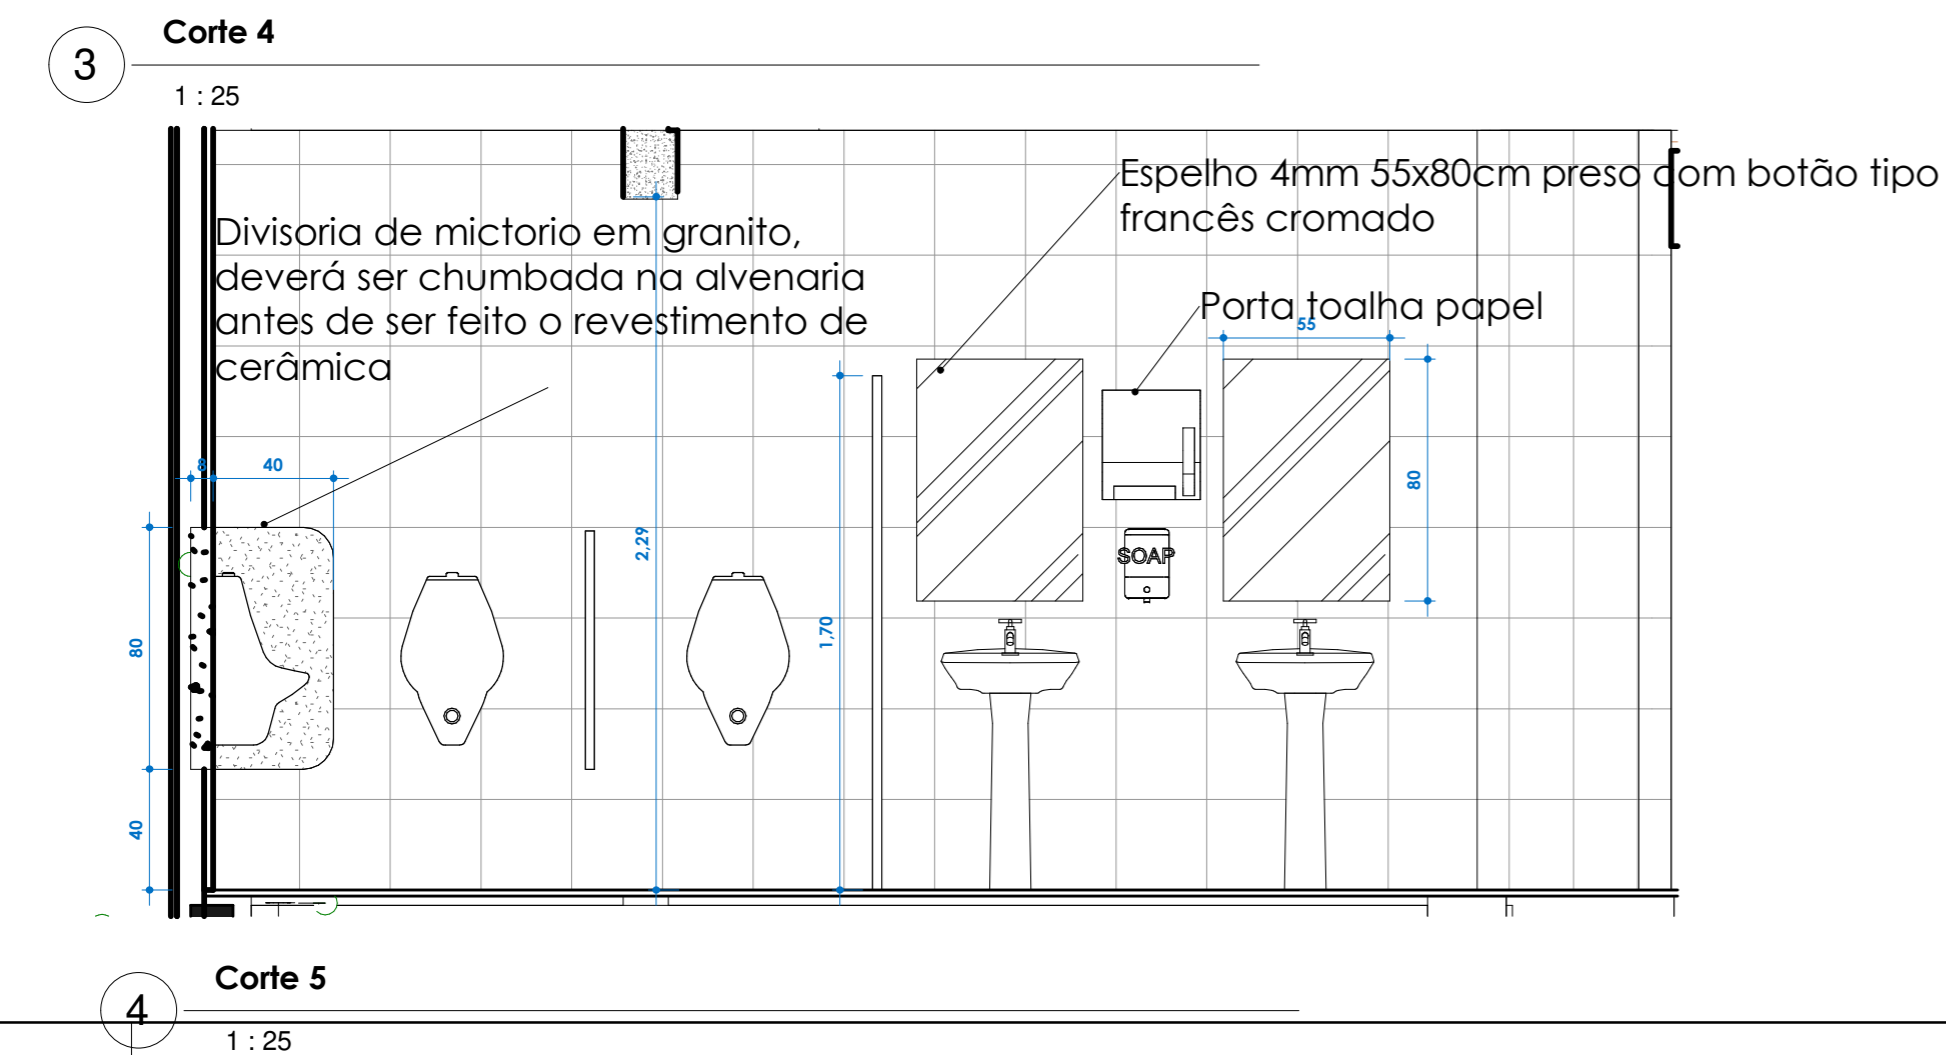 Corte 4
3
1 : 25
Espelho 4mm 55x80cm preso com botão tipo
francês cromado
Divisoria de mictorio em granito,
deverá ser chumbada na alvenaria
antes de ser feito o revestimento de
cerâmica
Porta toalha papel
55
8
40
80
2,29
SOAP
1,70
80
40
Corte 5
4
1 : 25